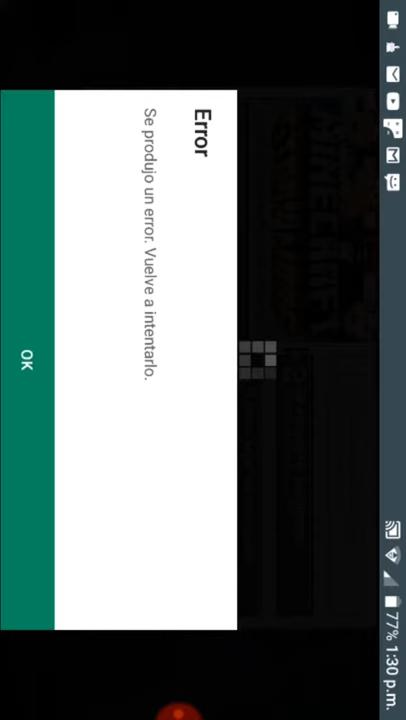 77% 1:30 p.m.
Error
Se produjo un error. Vuelve a intentarlo.
OK